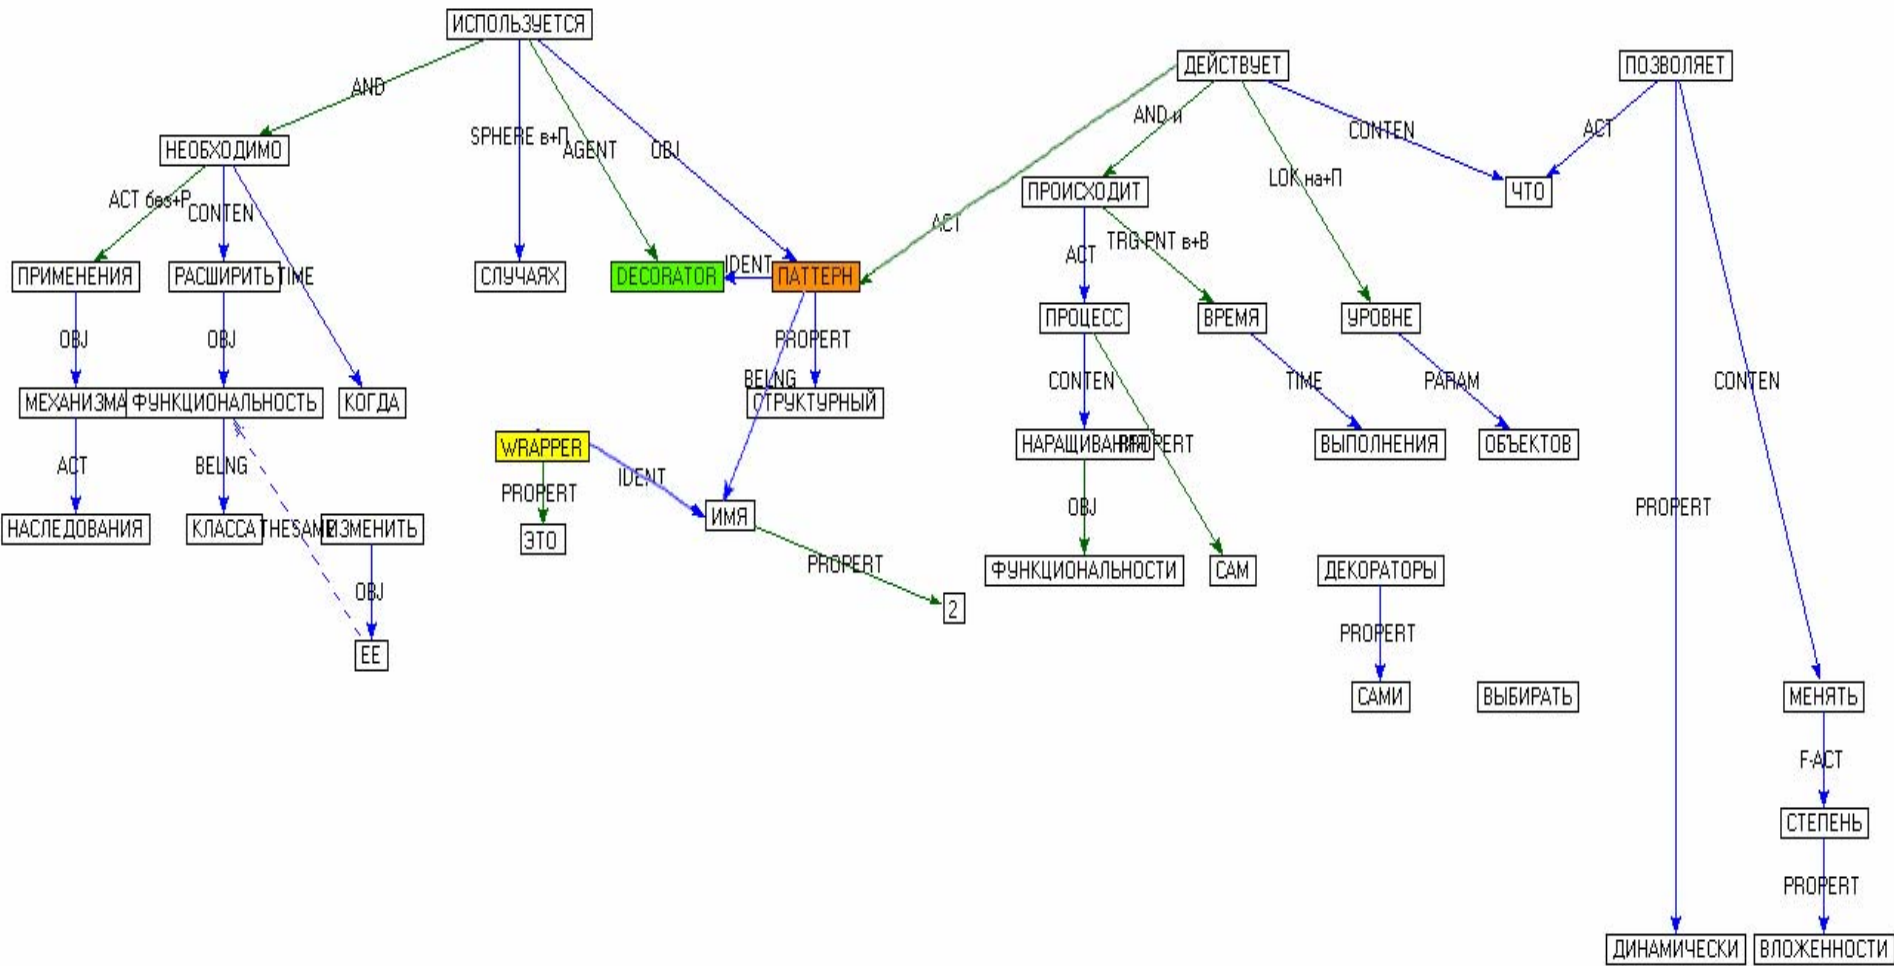 ИСПОЛЬЗУЕТСЯ
ДЕЙСТВУЕТ
ПОЗВОЛЯЕТ
AND
AND и
SPHERE в+П
AGENT
OBJ
CONTEN
ACT
НЕОБХОДИМО
LOK на+П
ПРОИСХОДИТ
ЧТО
ACT без+Р
CONTEN
ACT
TRG-PNT в+В
ACT
ПРИМЕНЕНИЯ
РАСШИРИТЬ
TIME
СЛУЧАЯХ
DECORATOR
IDENT
ПАТТЕРН
ПРОЦЕСС
ВРЕМЯ
УРОВНЕ
OBJ
OBJ
PROPERT
BELNG
CONTEN
TIME
PARAM
CONTEN
МЕХАНИЗМА
ФУНКЦИОНАЛЬНОСТЬ
КОГДА
СТРУКТУРНЫЙ
WRAPPER
НАРАЩИВАНИЯ
PROPERT
ВЫПОЛНЕНИЯ
ОБЪЕКТОВ
ACT
BELNG
IDENT
PROPERT
OBJ
PROPERT
НАСЛЕДОВАНИЯ
КЛАССА
THESAME
ИЗМЕНИТЬ
ЭТО
ИМЯ
PROPERT
ФУНКЦИОНАЛЬНОСТИ
САМ
ДЕКОРАТОРЫ
OBJ
2
PROPERT
ЕЕ
САМИ
ВЫБИРАТЬ
МЕНЯТЬ
F-ACT
СТЕПЕНЬ
PROPERT
ДИНАМИЧЕСКИ
ВЛОЖЕННОСТИ